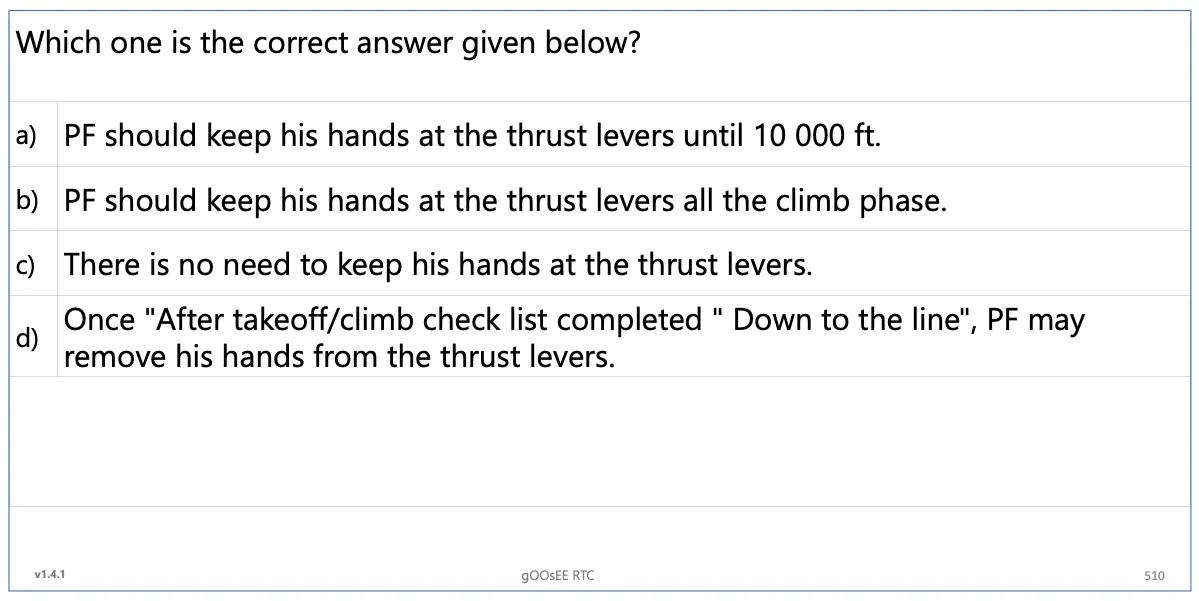 Which one is the correct answer given below?
a) PF should keep his hands at the thrust levers until 10 000 ft.
b) PF should keep his hands at the thrust levers all the climb phase.
c) There is no need to keep his hands at the thrust levers.
d) Once "After takeoff/climb check list completed " Down to the line", PF may
remove his hands from the thrust levers.
v1.4.1 gOOsEE RTC 510